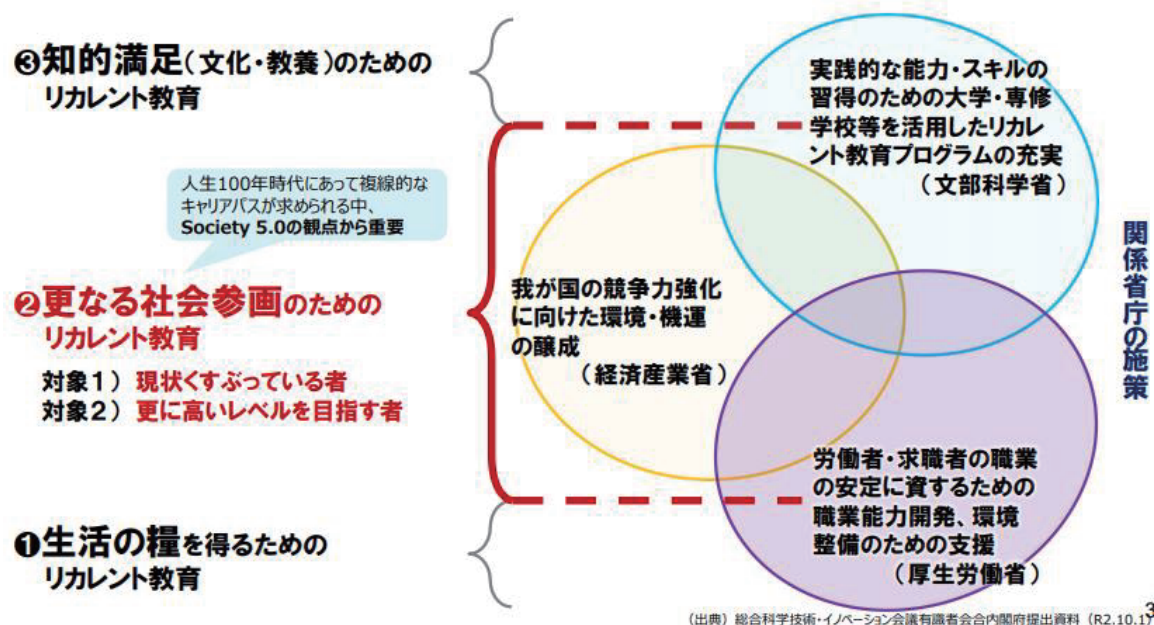 ❸知的満足(文化・教養)のための
リカレント教育
人生100年時代にあって複線的な
キャリアパスが求められる中、
Society 5.0の観点から重要
❷更なる社会参画のための
リカレント教育
対象1) 現状くすぶっている者
対象2) 更に高いレベルを目指す者
❶生活の糧を得るための
リカレント教育
実践的な能力・スキルの
習得のための大学・専修
学校等を活用したリカレ
ント教育プログラムの充実
(文部科学省)
我が国の競争力強化
に向けた環境・機運
の醸成
(経済産業省)
労働者・求職者の職業
の安定に資するための
職業能力開発、環境
整備のための支援
(厚生労働省)
関係省庁の施策
(出典)総合科学技術・イノベーション会議有識者会合内閣府提出資料(R2.10.1)
3